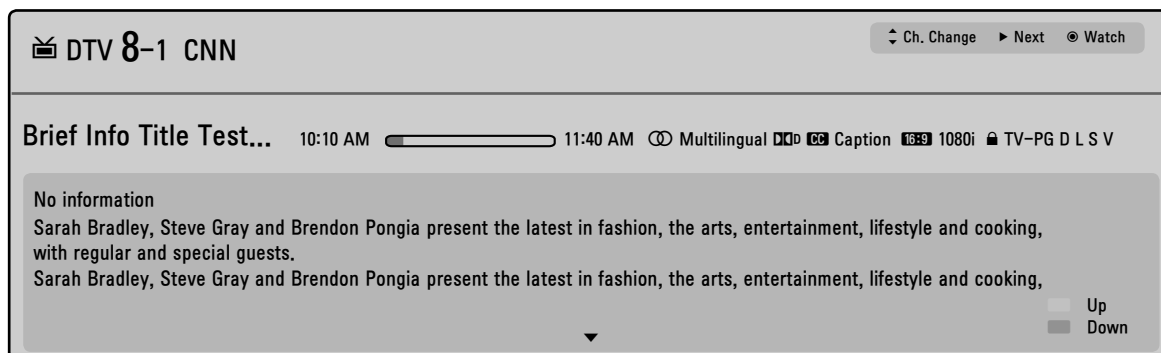 DTV 8-1 CNN
Ch. Change Next Watch
Brief Info Title Test... 10:10 AM 11:40 AM Multilingual DD D CC Caption 16:9 1080i TV-PG D L S V
No information
Sarah Bradley, Steve Gray and Brendon Pongia present the latest in fashion, the arts, entertainment, lifestyle and cooking,
with regular and special guests.
Sarah Bradley, Steve Gray and Brendon Pongia present the latest in fashion, the arts, entertainment, lifestyle and cooking,
Up
Down